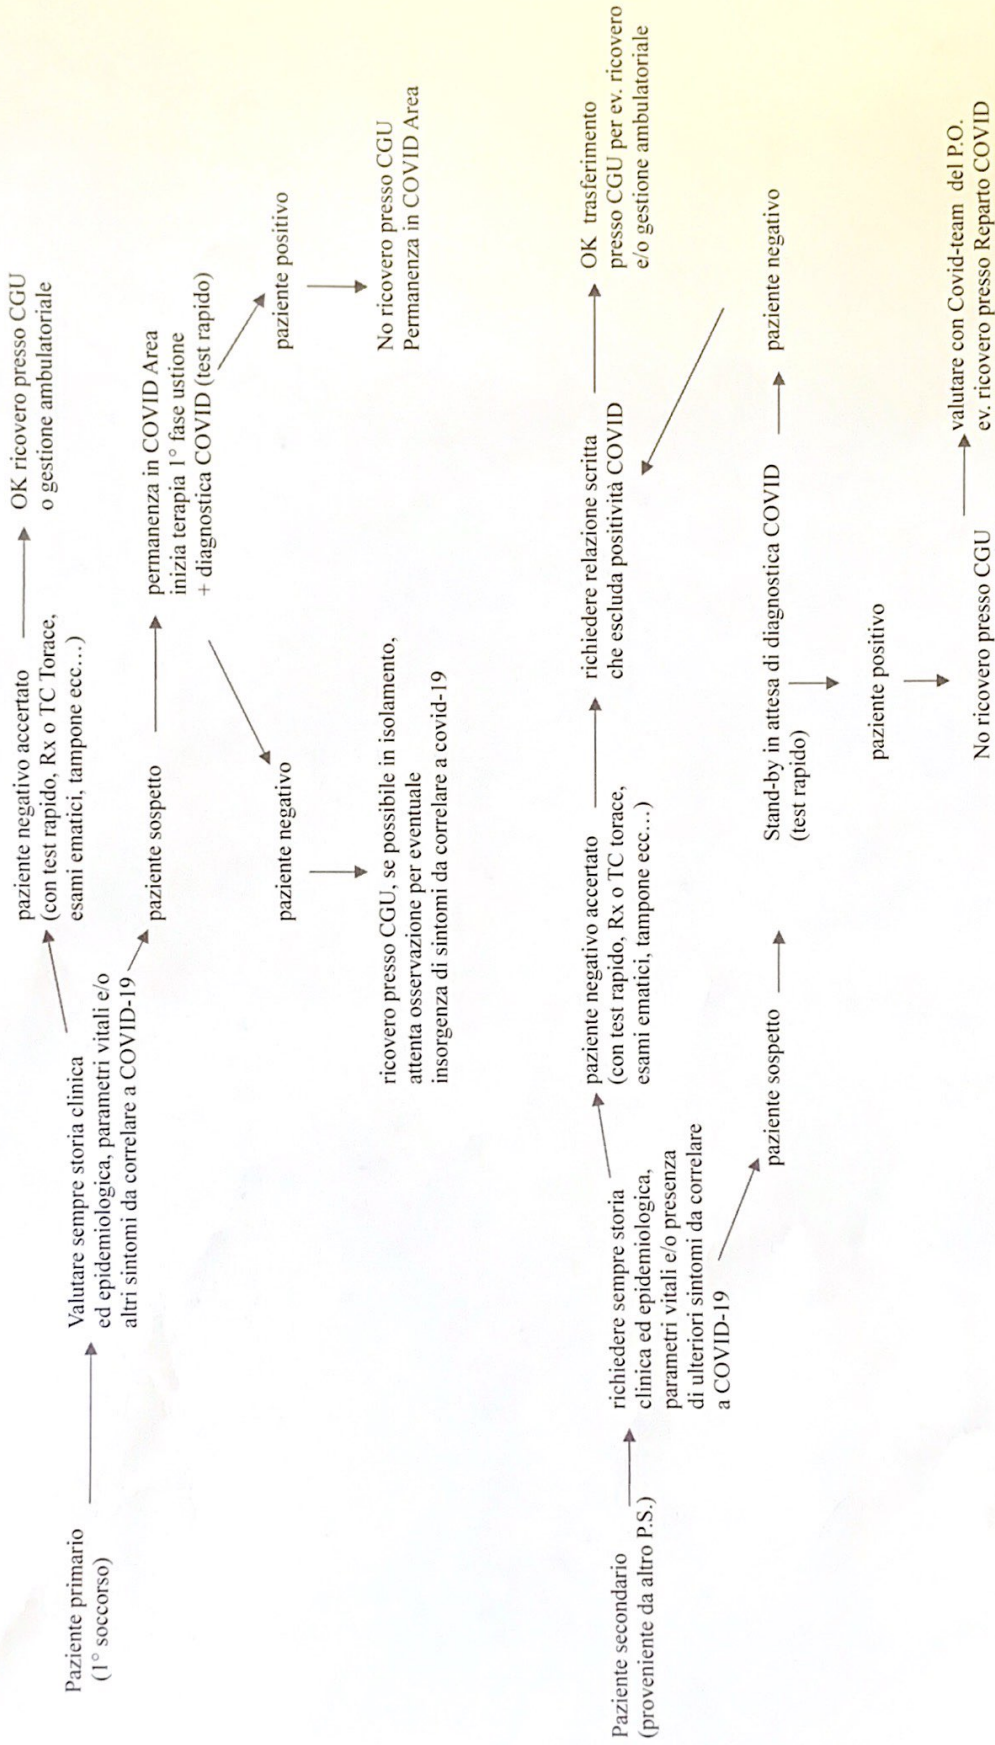 Paziente primario
(1° soccorso)
Valutare sempre storia clinica
ed epidemiologica, parametri vitali e/o
altri sintomi da correlare a COVID-19
paziente negativo accertato
(con test rapido, Rx o TC Torace,
esami ematici, tampone ecc...)
OK ricovero presso CGU
o gestione ambulatoriale
paziente sospetto
permanenza in COVID Area
inizia terapia 1° fase ustione
+ diagnostica COVID (test rapido)
paziente negativo
paziente positivo
ricovero presso CGU, se possibile in isolamento,
attenta osservazione per eventuale
insorgenza di sintomi da correlare a covid-19
No ricovero presso CGU
Permanenza in COVID Area
Paziente secondario
(proveniente da altro P.S.)
richiedere sempre storia
clinica ed epidemiologica,
parametri vitali e/o presenza
di ulteriori sintomi da correlare
a COVID-19
paziente negativo accertato
(con test rapido, Rx o TC torace,
esami ematici, tampone ecc...)
richiedere relazione scritta
che escluda positività COVID
OK trasferimento
presso CGU per ev. ricovero
e/o gestione ambulatoriale
paziente sospetto
Stand-by in attesa di diagnostica COVID
(test rapido)
paziente negativo
paziente positivo
No ricovero presso CGU
valutare con Covid-team del P.O.
ev. ricovero presso Reparto COVID